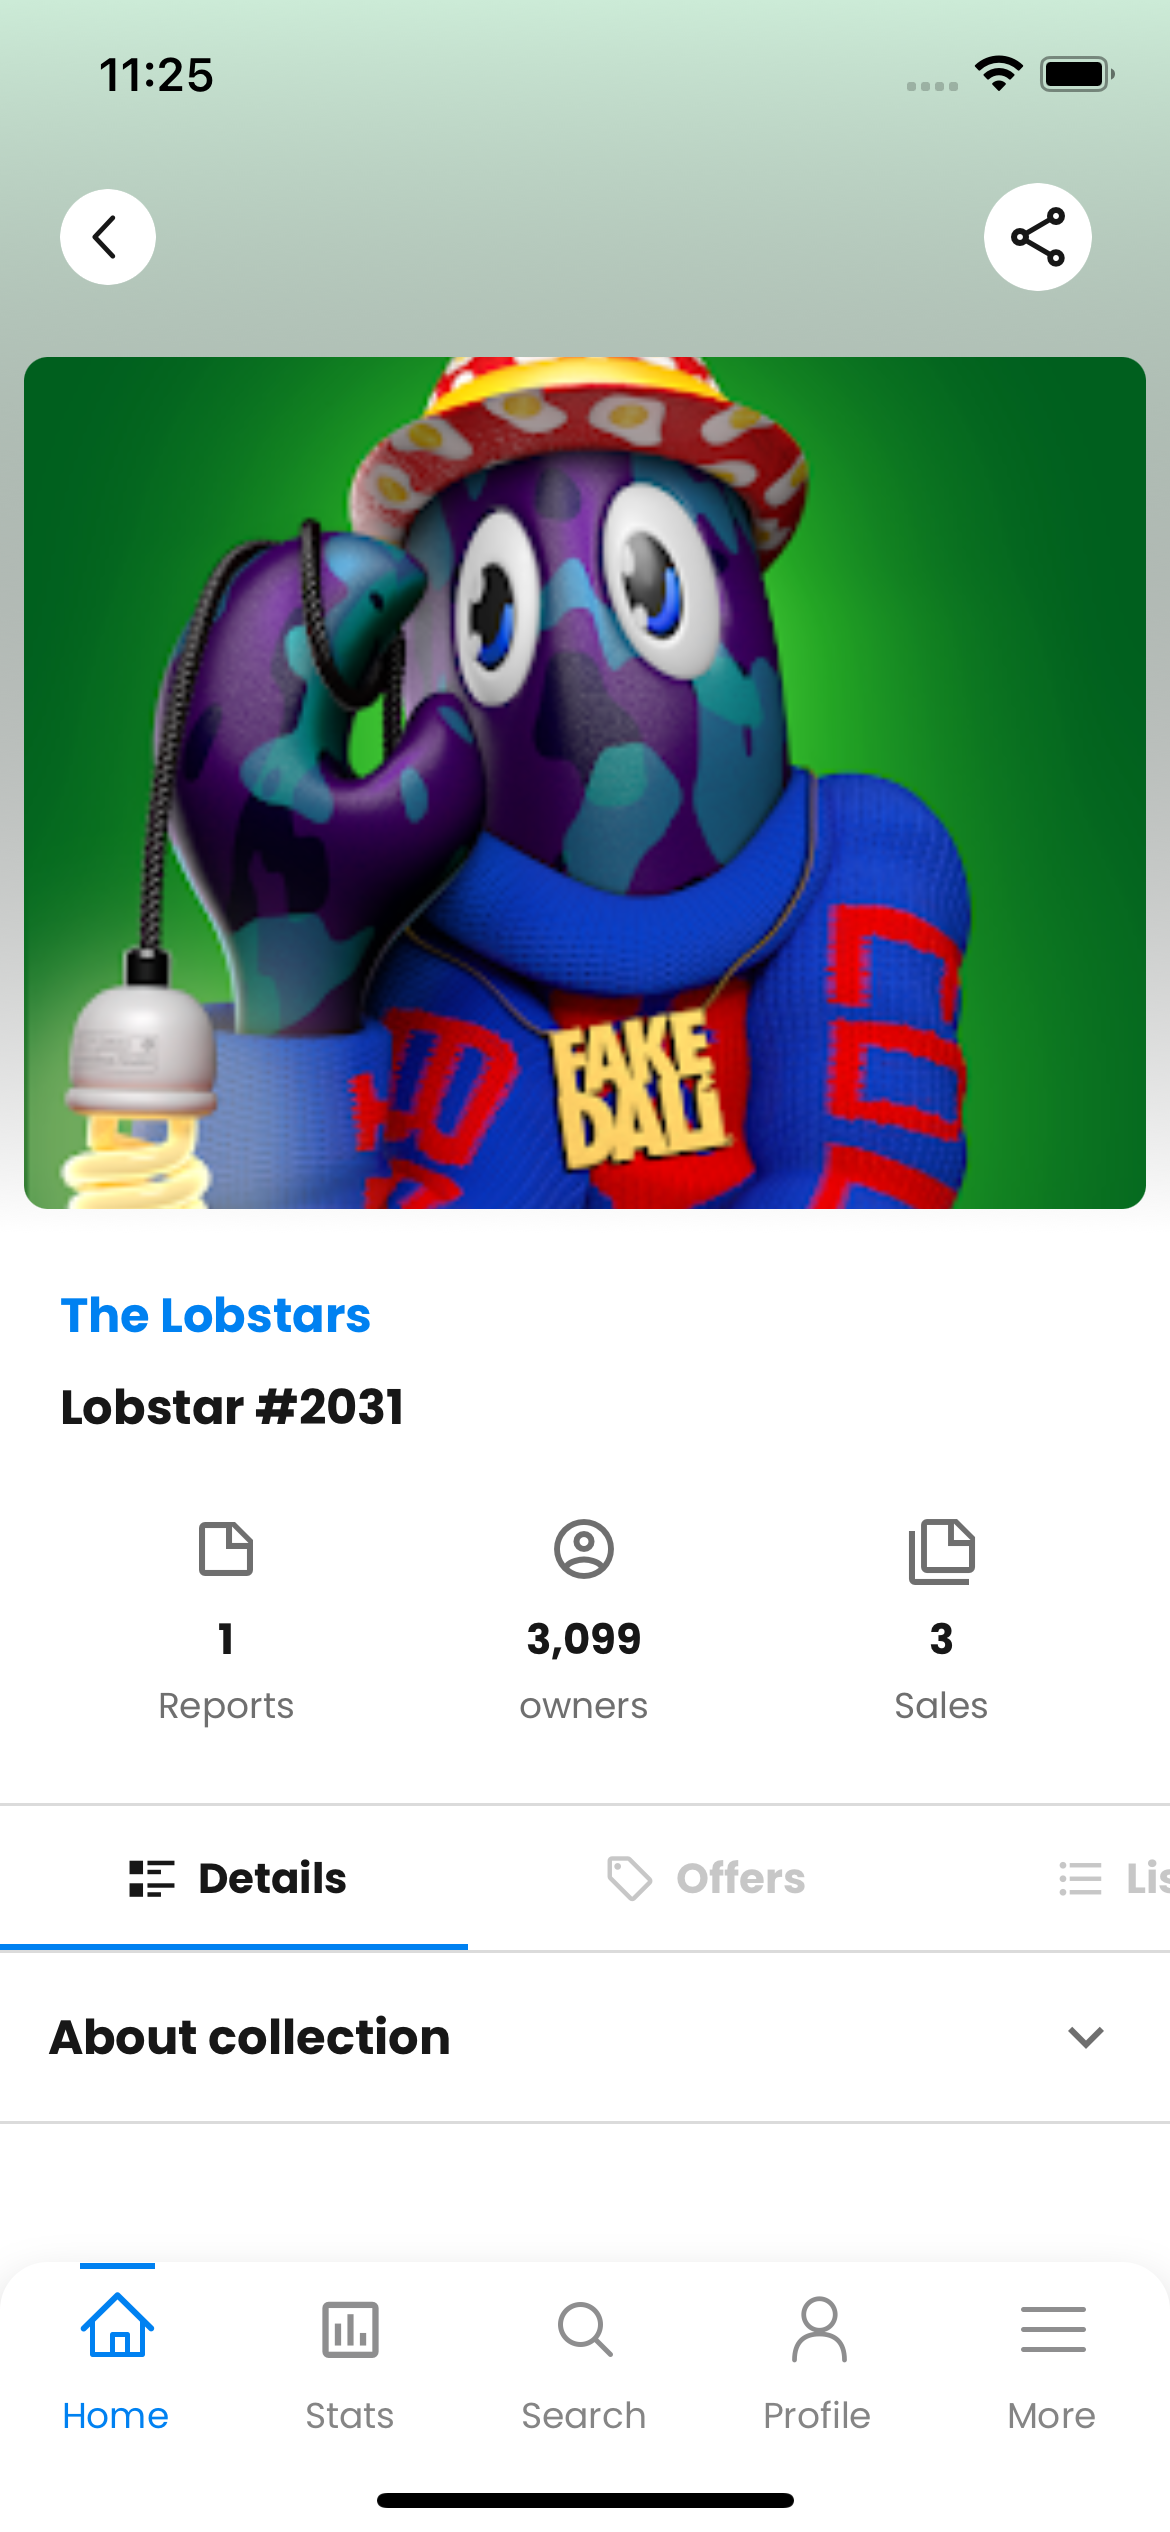 11:25
FAKE
DALI
The Lobstars
Lobstar #2031
1
3,099
3
Reports
owners
Sales
Details
Offers
Lis
About collection
Home
Stats
Search
Profile
More